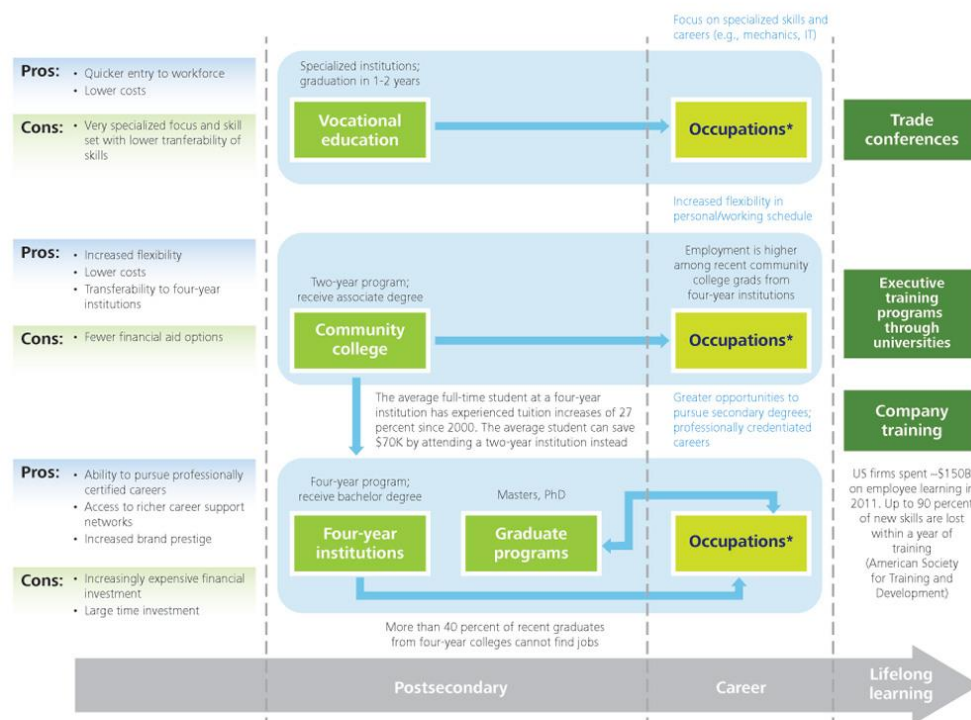 Focus on specialized skills and
careers (e.g., mechanics, IT)
Pros:
• Quicker entry to workforce
• Lower costs
Cons:
• Very specialized focus and skill
set with lower tranferability of
skills
Specialized institutions;
graduation in 1-2 years
Vocational
education
Occupations*
Trade
conferences
Increased flexibility in
personal/working schedule
Pros:
• Increased flexibility
• Lower costs
• Transferability to four-year
institutions
Cons:
• Fewer financial aid options
Two-year program;
receive associate degree
Community
college
Employment is higher
among recent community
college grads from
four-year institutions
Occupations*
Executive
training
programs
through
universities
The average full-time student at a four-year
institution has experienced tuition increases of 27
percent since 2000. The average student can save
$70K by attending a two-year institution instead
Greater opportunities to
pursue secondary degrees;
professionally credentiated
careers
Company
training
Pros:
• Ability to pursue professionally
certified careers
• Access to richer career support
networks
• Increased brand prestige
Cons:
• Increasingly expensive financial
investment
• Large time investment
Four-year program;
receive bachelor degree
Four-year
institutions
Masters, PhD
Graduate
programs
Occupations*
US firms spent ~$150B
on employee learning in
2011. Up to 90 percent
of new skills are lost
within a year of
training
(American Society
for Training and
Development)
More than 40 percent of recent graduates
from four-year colleges cannot find jobs
Postsecondary
Career
Lifelong
learning